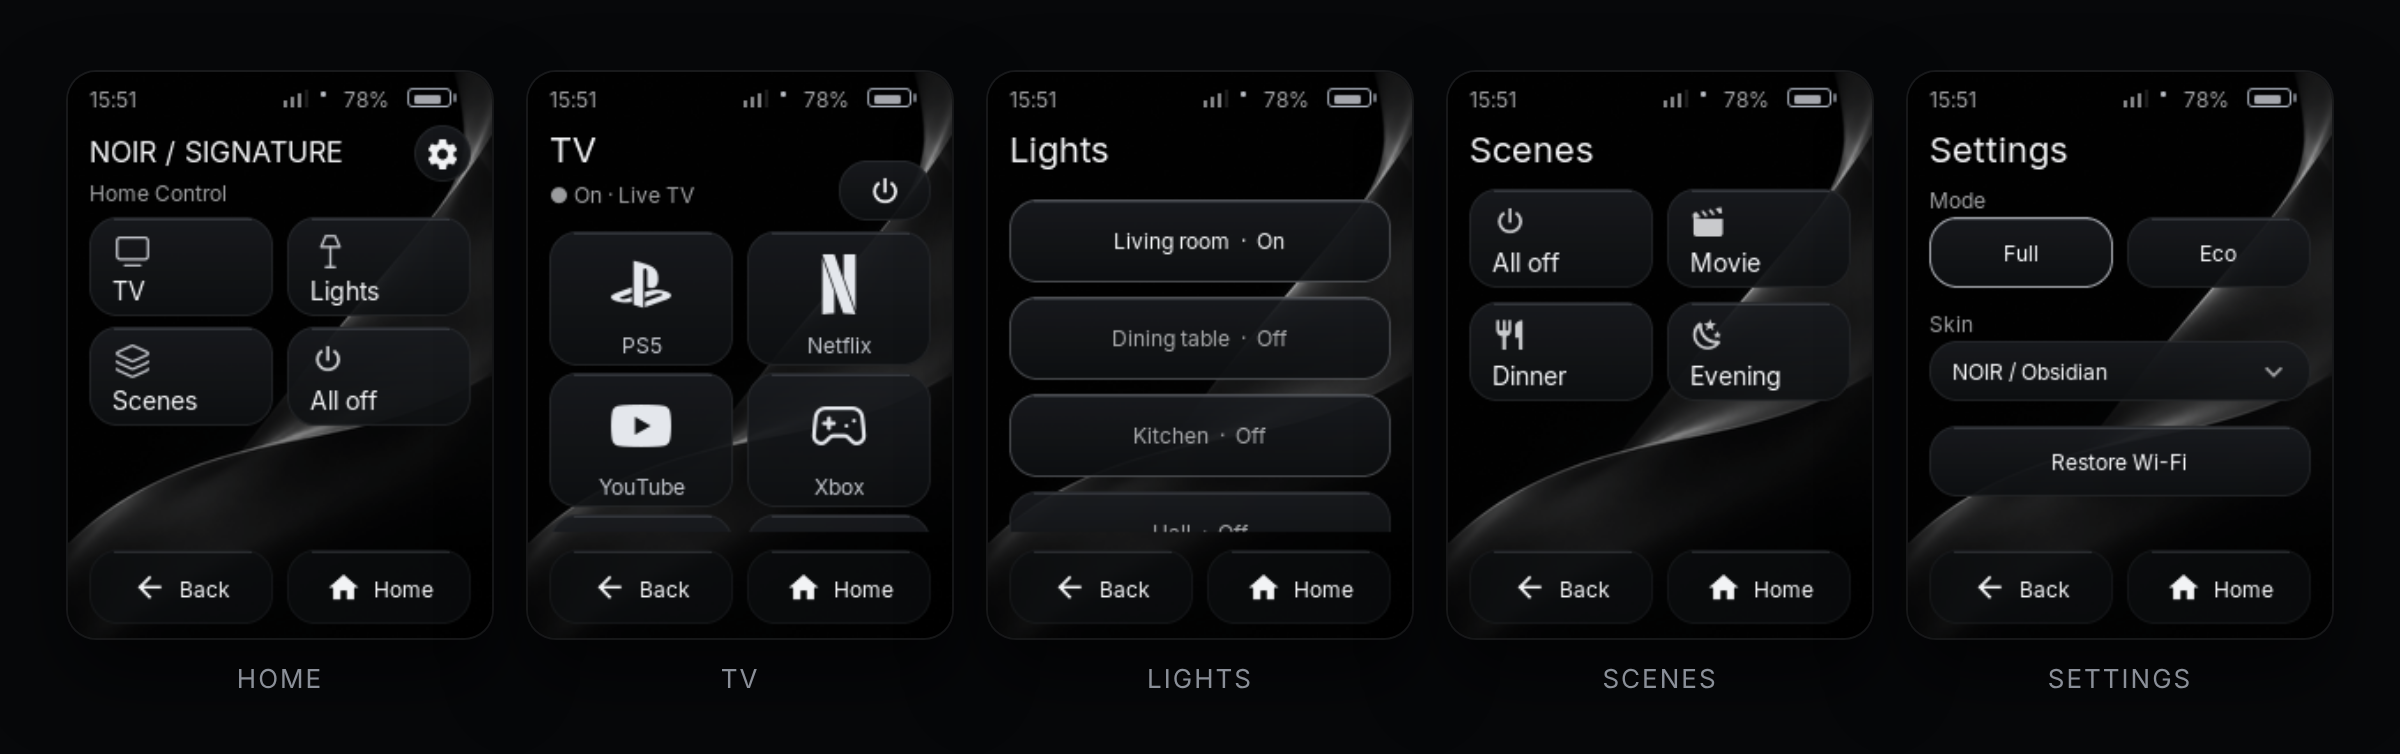 15:51 78%
NOIR / SIGNATURE
Home Control
TV
Lights
Scenes
All off
Back
Home
HOME
15:51 78%
TV
On · Live TV
PS5
Netflix
YouTube
Xbox
Back
Home
TV
15:51 78%
Lights
Living room · On
Dining table · Off
Kitchen · Off
Hall · Off
Back
Home
LIGHTS
15:51 78%
Scenes
All off
Movie
Dinner
Evening
Back
Home
SCENES
15:51 78%
Settings
Mode
Full
Eco
Skin
NOIR / Obsidian
Restore Wi-Fi
Back
Home
SETTINGS